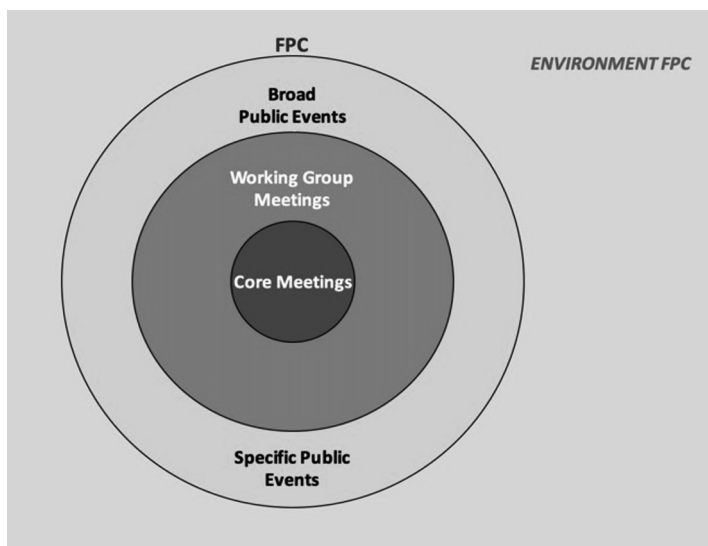 FPC
ENVIRONMENT FPC
Broad
Public Events
Working Group
Meetings
Core Meetings
Specific Public
Events